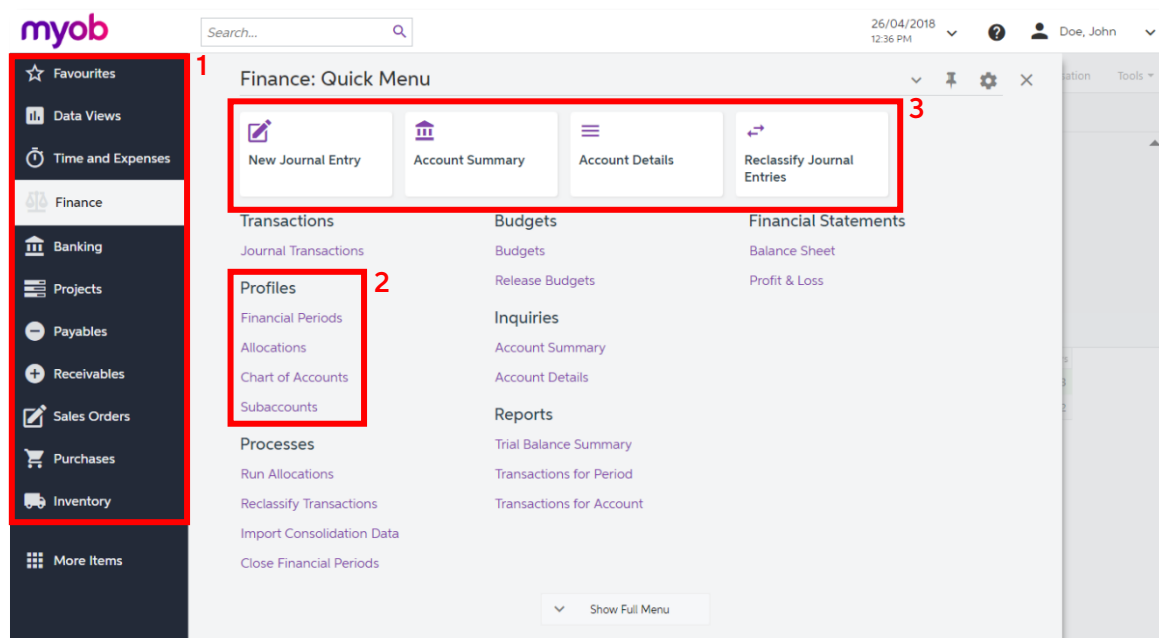 myob
Search...
26/04/2018
12:36 PM
Doe, John
1
Favourites
Data Views
Time and Expenses
Finance
Banking
Projects
Payables
Receivables
Sales Orders
Purchases
Inventory
More Items
Finance: Quick Menu
Tools
3
New Journal Entry
Account Summary
Account Details
Reclassify Journal
Entries
Transactions
Journal Transactions
2
Profiles
Financial Periods
Allocations
Chart of Accounts
Subaccounts
Processes
Run Allocations
Reclassify Transactions
Import Consolidation Data
Close Financial Periods
Budgets
Budgets
Release Budgets
Inquiries
Account Summary
Account Details
Reports
Trial Balance Summary
Transactions for Period
Transactions for Account
Financial Statements
Balance Sheet
Profit & Loss
Show Full Menu